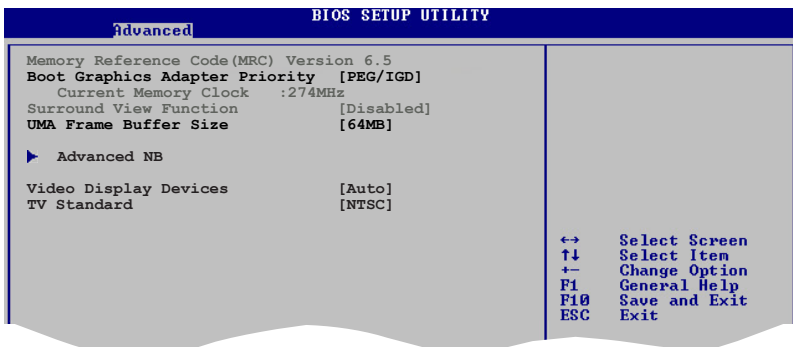 BIOS SETUP UTILITY
Advanced
Memory Reference Code(MRC) Version 6.5
Boot Graphics Adapter Priority [PEG/IGD]
Current Memory Clock :274MHz
Surround View Function [Disabled]
UMA Frame Buffer Size [64MB]
Advanced NB
Video Display Devices [Auto]
TV Standard [NTSC]
←→ Select Screen
↑↓ Select Item
+- Change Option
F1 General Help
F10 Save and Exit
ESC Exit